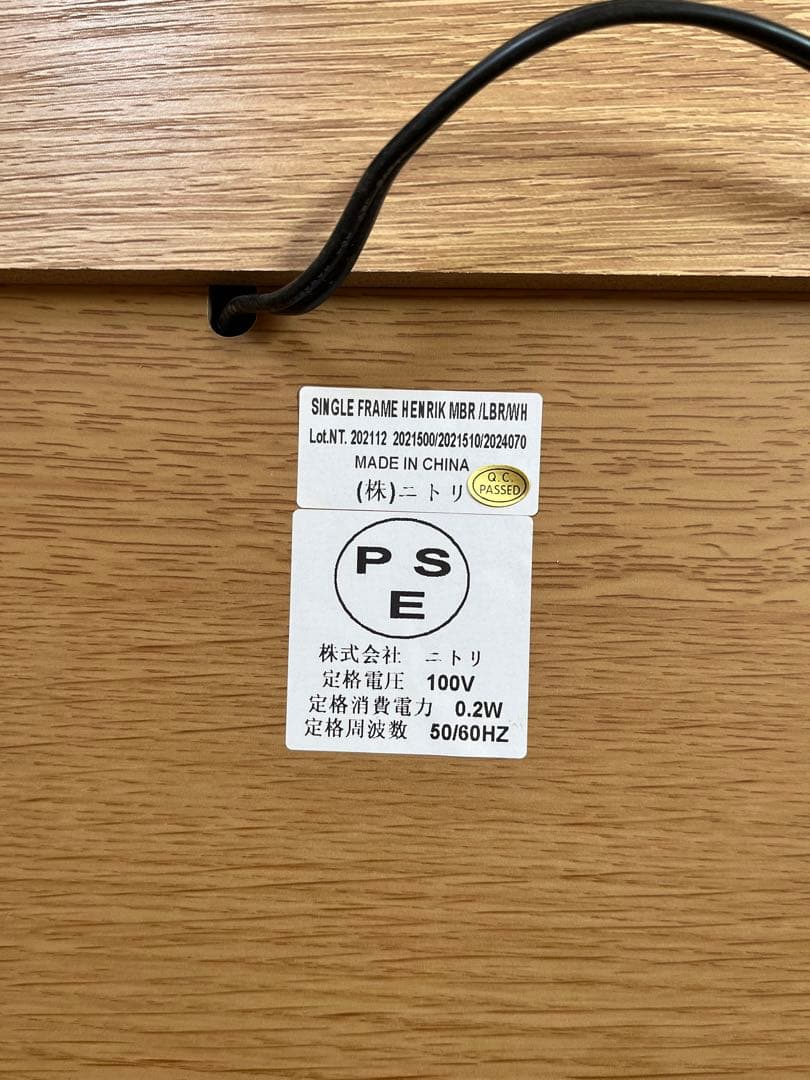 SINGLE FRAME HENRIK MBR /LBR/WH
Lot.NT. 202112 2021500/2021510/2024070
MADE IN CHINA
(株)ニトリ
Q.C.
PASSED
P S
E
株式会社 ニトリ
定格電圧 100V
定格消費電力 0.2W
定格周波数 50/60HZ